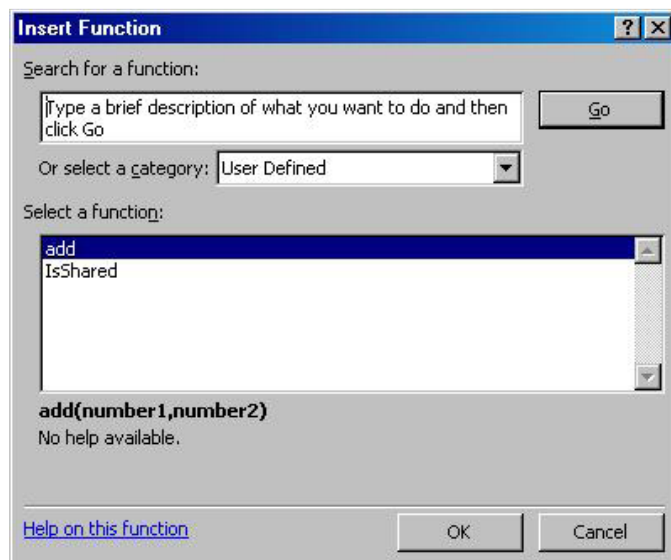 Insert Function
Search for a function:
Type a brief description of what you want to do and then
click Go
Go
Or select a category: User Defined
Select a function:
add
IsShared
add(number1,number2)
No help available.
Help on this function
OK
Cancel